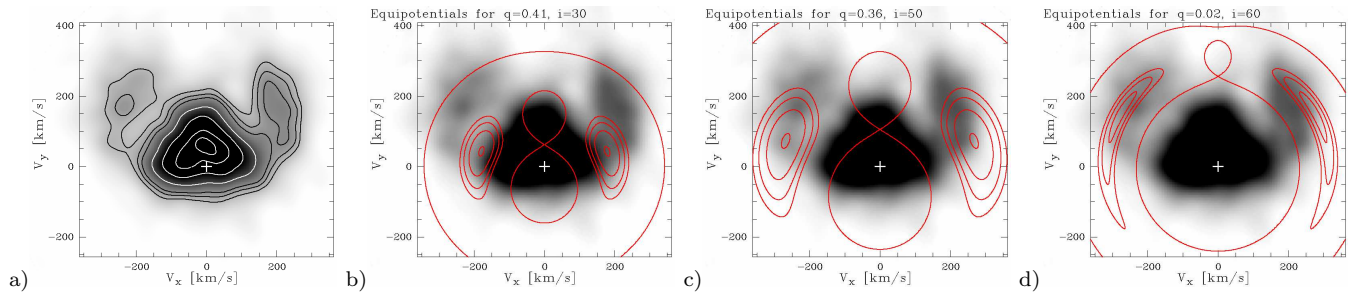 Equipotentials for q=0.41, i=30
Equipotentials for q=0.36, i=50
Equipotentials for q=0.02, i=60
400
200
0
−200
V_y [km/s]
−200
0
200
V_x [km/s]
a)
400
200
0
−200
V_y [km/s]
−200
0
200
V_x [km/s]
b)
400
200
0
−200
V_y [km/s]
−200
0
200
V_x [km/s]
c)
400
200
0
−200
V_y [km/s]
−200
0
200
V_x [km/s]
d)